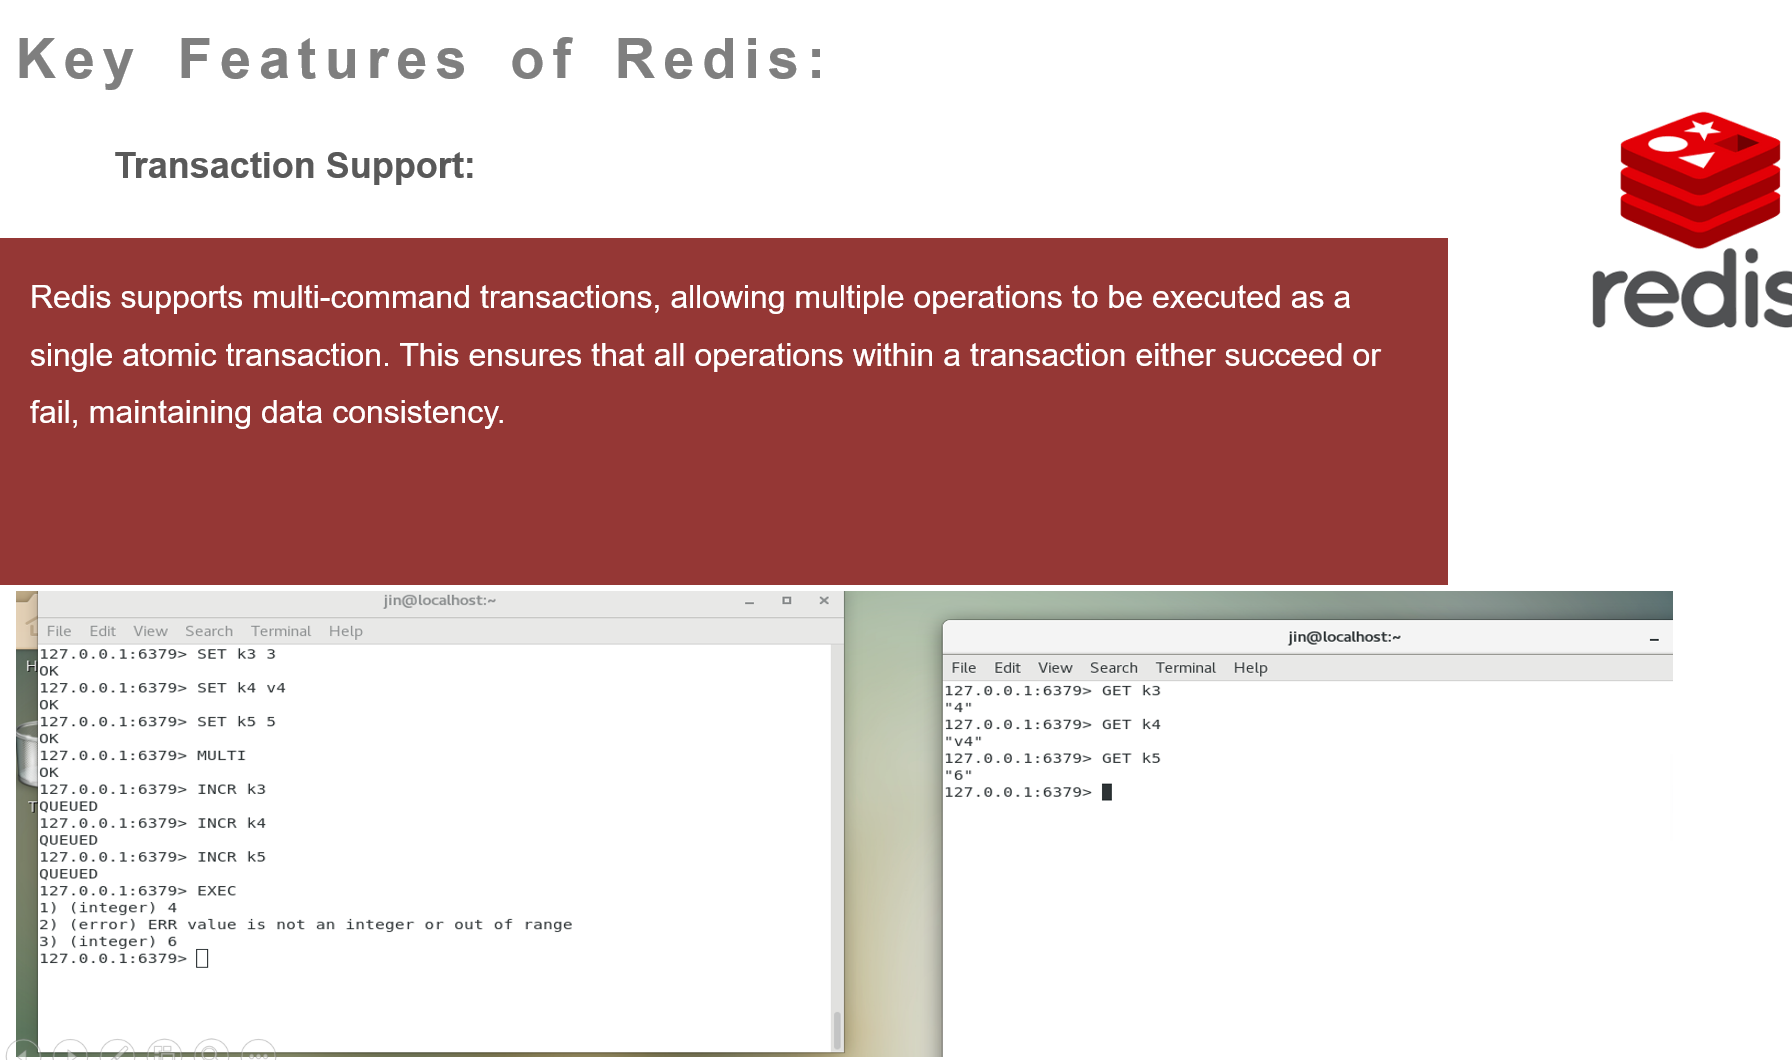 Key Features of Redis:
Transaction Support:
redis
Redis supports multi-command transactions, allowing multiple operations to be executed as a
single atomic transaction. This ensures that all operations within a transaction either succeed or
fail, maintaining data consistency.
jin@localhost:~
File Edit View Search Terminal Help
127.0.0.1:6379> SET k3 3
OK
127.0.0.1:6379> SET k4 v4
OK
127.0.0.1:6379> SET k5 5
OK
127.0.0.1:6379> MULTI
OK
127.0.0.1:6379> INCR k3
QUEUED
127.0.0.1:6379> INCR k4
QUEUED
127.0.0.1:6379> INCR k5
QUEUED
127.0.0.1:6379> EXEC
1) (integer) 4
2) (error) ERR value is not an integer or out of range
3) (integer) 6
127.0.0.1:6379>
jin@localhost:~
File Edit View Search Terminal Help
127.0.0.1:6379> GET k3
"4"
127.0.0.1:6379> GET k4
"v4"
127.0.0.1:6379> GET k5
"6"
127.0.0.1:6379>